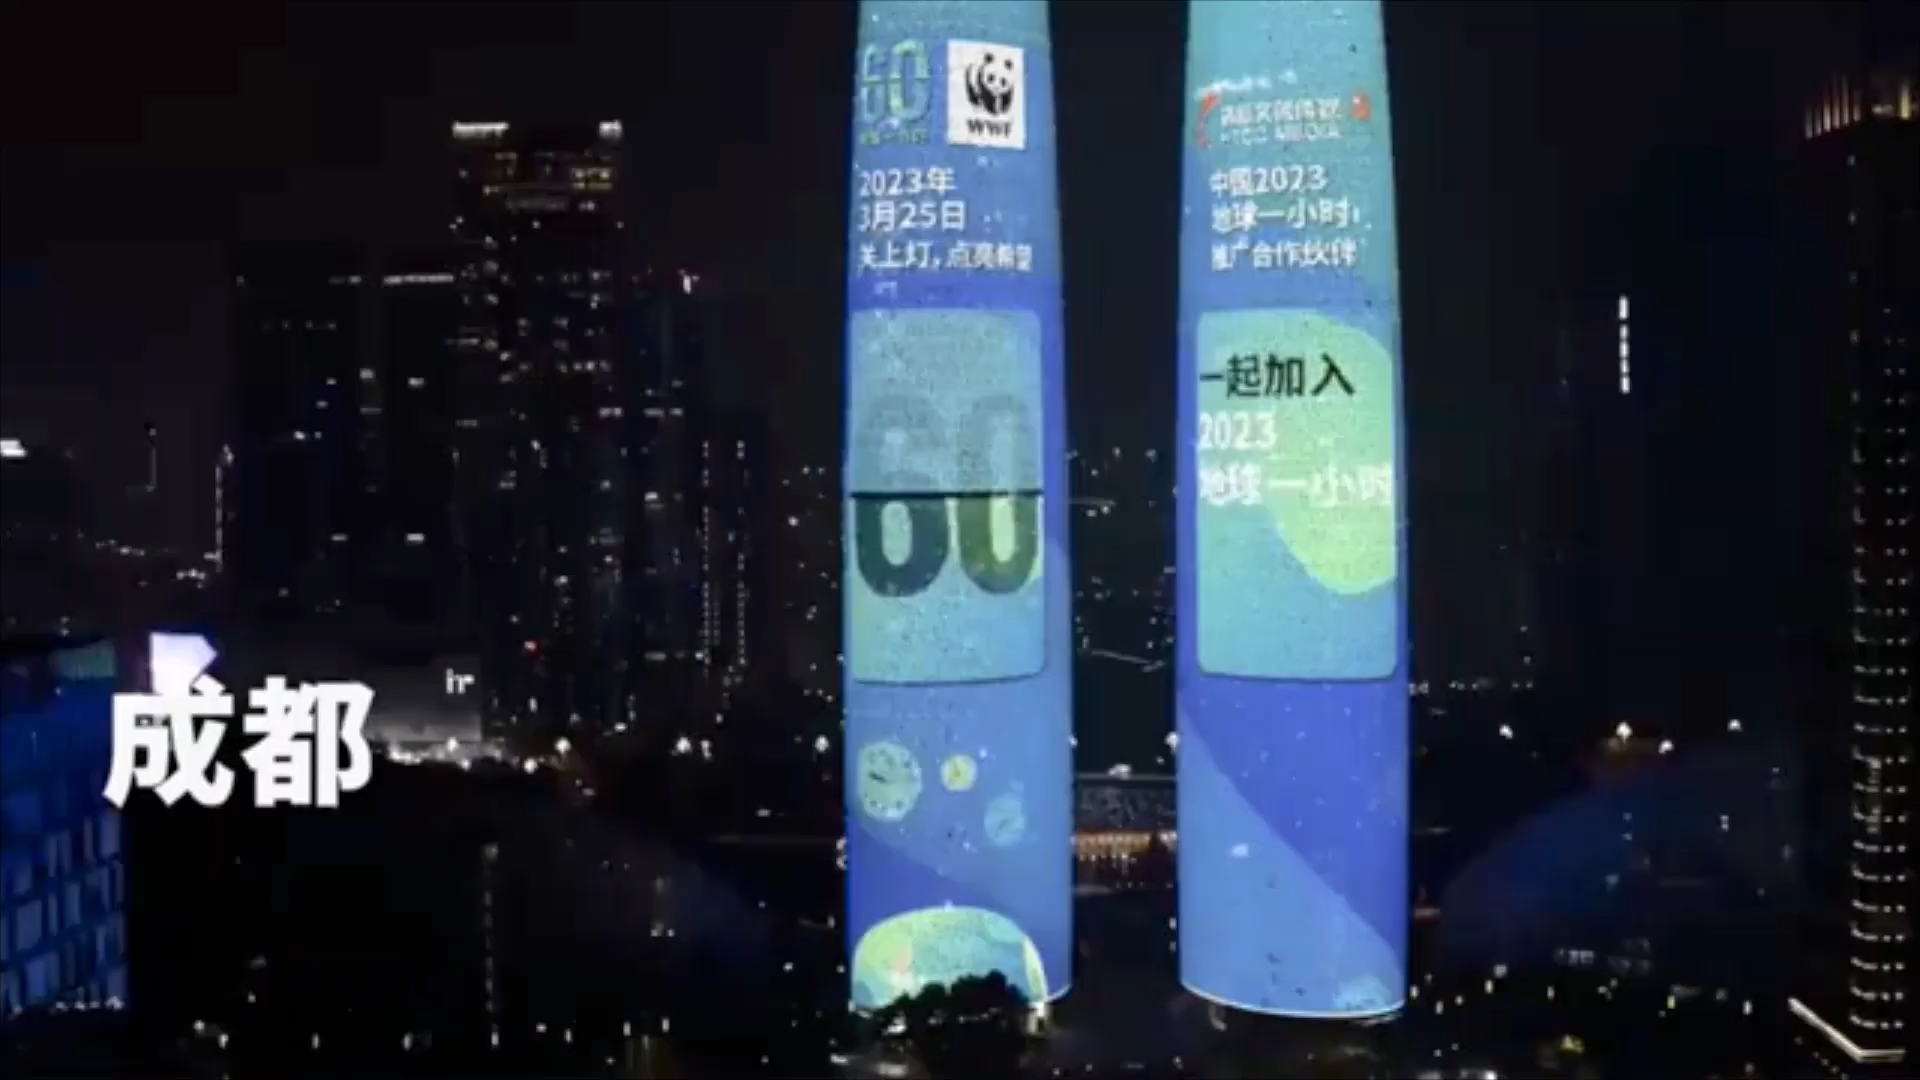 60
WWF
2023年
3月25日
关上灯，点亮希望
60
中国2023
地球一小时
推广合作伙伴
一起加入
2023
地球一小时
成都